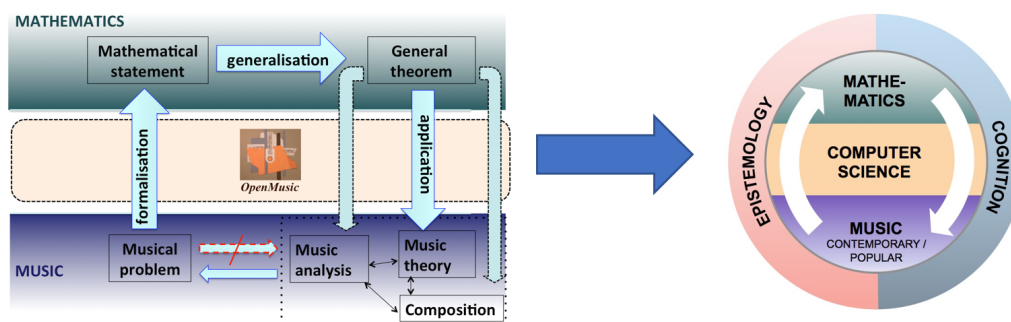 MATHEMATICS
Mathematical
statement
generalisation
General
theorem
formalisation
application
OpenMusic
MUSIC
Musical
problem
Music
analysis
Music
theory
Composition
EPISTEMOLOGY
COGNITION
MATHE-
MATICS
COMPUTER
SCIENCE
MUSIC
CONTEMPORARY /
POPULAR